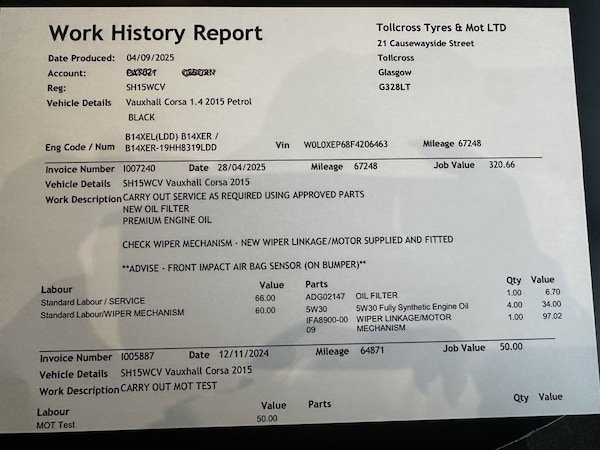 Work History Report
Tollcross Tyres & Mot LTD
21 Causewayside Street
Tollcross
Glasgow
G328LT
Date Produced: 04/09/2025
Account:
Reg: SH15WCV
Vehicle Details Vauxhall Corsa 1.4 2015 Petrol
BLACK
B14XEL(LDD) B14XER /
Eng Code / Num B14XER-19HH8319LDD Vin W0L0XEP68F4206463 Mileage 67248
Invoice Number I007240 Date 28/04/2025 Mileage 67248 Job Value 320.66
Vehicle Details SH15WCV Vauxhall Corsa 2015
Work Description CARRY OUT SERVICE AS REQUIRED USING APPROVED PARTS
NEW OIL FILTER
PREMIUM ENGINE OIL
CHECK WIPER MECHANISM - NEW WIPER LINKAGE/MOTOR SUPPLIED AND FITTED
**ADVISE - FRONT IMPACT AIR BAG SENSOR (ON BUMPER)**
Labour Value Parts Qty Value
Standard Labour / SERVICE 66.00 ADG02147 OIL FILTER 1.00 6.70
Standard Labour/WIPER MECHANISM 60.00 5W30 5W30 Fully Synthetic Engine Oil 4.00 34.00
IFA8900-00 WIPER LINKAGE/MOTOR 1.00 97.02
09 MECHANISM
Invoice Number I005887 Date 12/11/2024 Mileage 64871 Job Value 50.00
Vehicle Details SH15WCV Vauxhall Corsa 2015
Work Description CARRY OUT MOT TEST
Labour Value Parts Qty Value
MOT Test 50.00